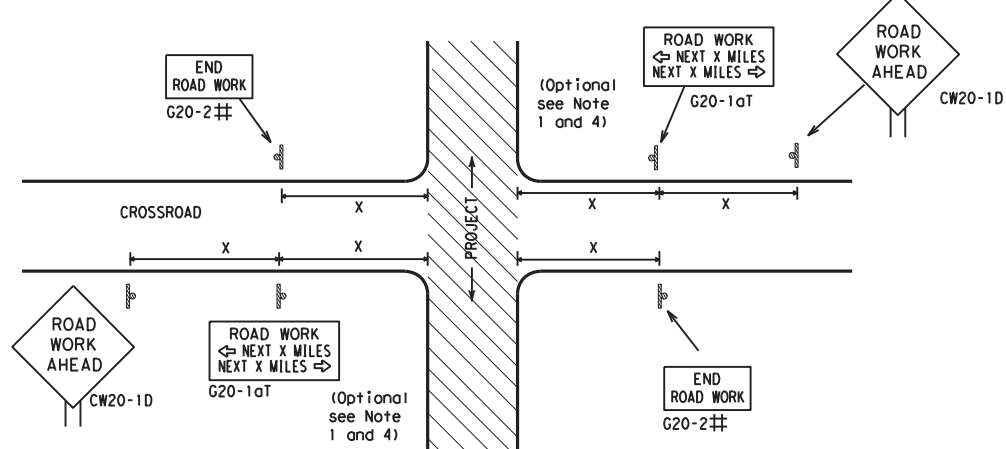 ROAD WORK
⇦ NEXT X MILES
NEXT X MILES ⇨
G20-1aT
ROAD
WORK
AHEAD
CW20-1D
END
ROAD WORK
G20-2#
(Optional
see Note
1 and 4)
X
X
X
CROSSROAD
PROJECT
X
X
X
ROAD
WORK
AHEAD
CW20-1D
ROAD WORK
⇦ NEXT X MILES
NEXT X MILES ⇨
G20-1aT
(Optional
see Note
1 and 4)
END
ROAD WORK
G20-2#